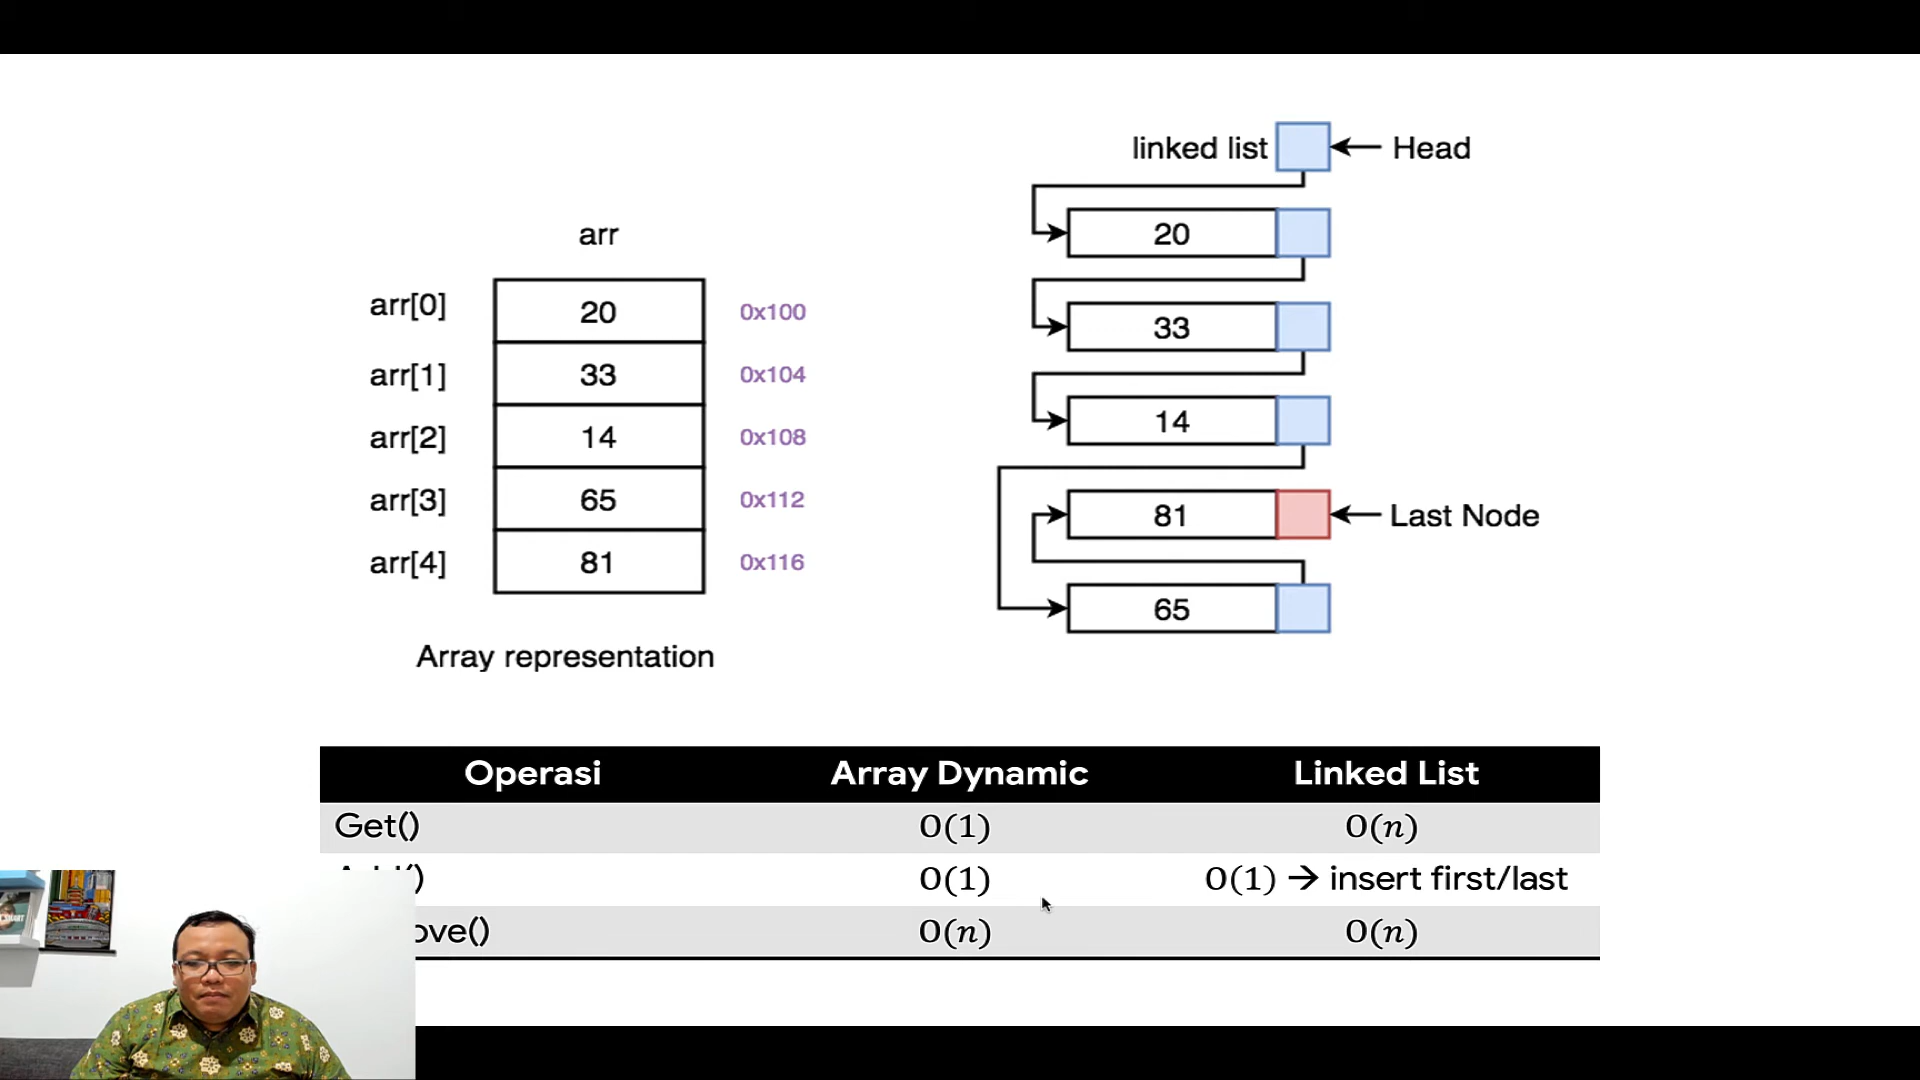 arr
arr[0] 20 0x100
arr[1] 33 0x104
arr[2] 14 0x108
arr[3] 65 0x112
arr[4] 81 0x116
Array representation
linked list Head
20
33
14
81 Last Node
65
Operasi Array Dynamic Linked List
Get() O(1) O(n)
O(1) O(1) → insert first/last
ove() O(n) O(n)